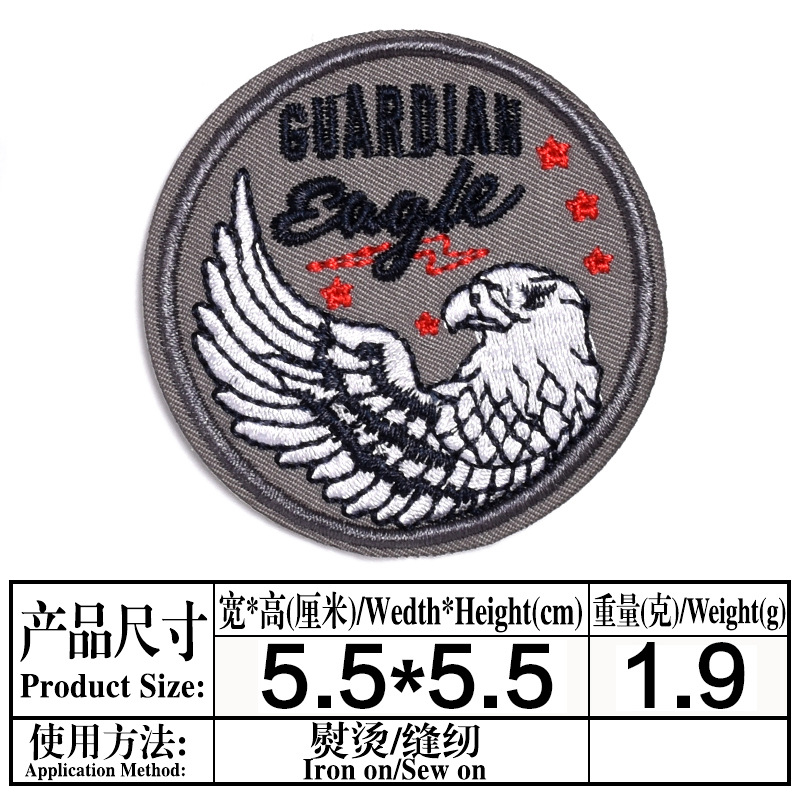 GUARDIAN
Eagle
产品尺寸
Product Size:
宽*高(厘米)/Wedth*Height(cm)
重量(克)/Weight(g)
5.5*5.5
1.9
使用方法:
Application Method:
熨烫/缝纫
Iron on/Sew on